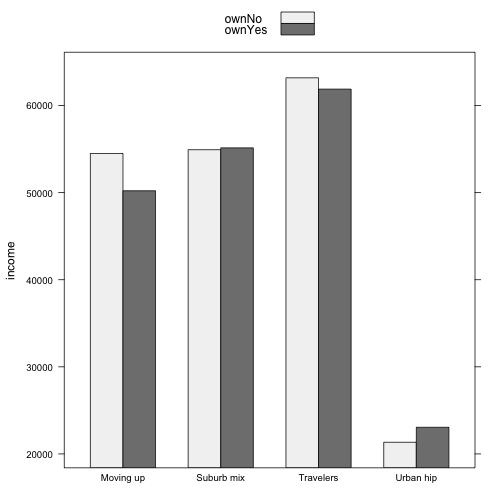 ownNo
ownYes
60000
50000
40000
30000
20000
income
Moving up Suburb mix Travelers Urban hip